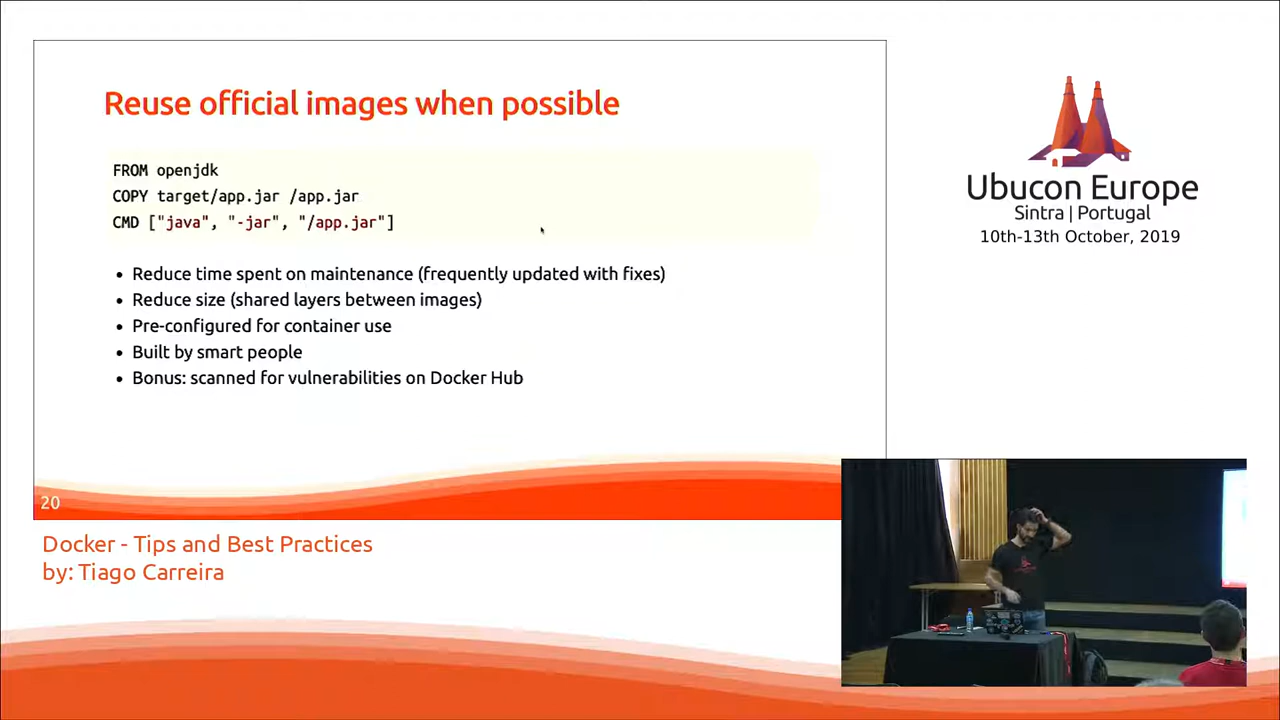 Reuse official images when possible
FROM openjdk
COPY target/app.jar /app.jar
CMD ["java", "-jar", "/app.jar"]
• Reduce time spent on maintenance (frequently updated with fixes)
• Reduce size (shared layers between images)
• Pre-configured for container use
• Built by smart people
• Bonus: scanned for vulnerabilities on Docker Hub
20
Docker - Tips and Best Practices
by: Tiago Carreira
Ubucon Europe
Sintra | Portugal
10th-13th October, 2019